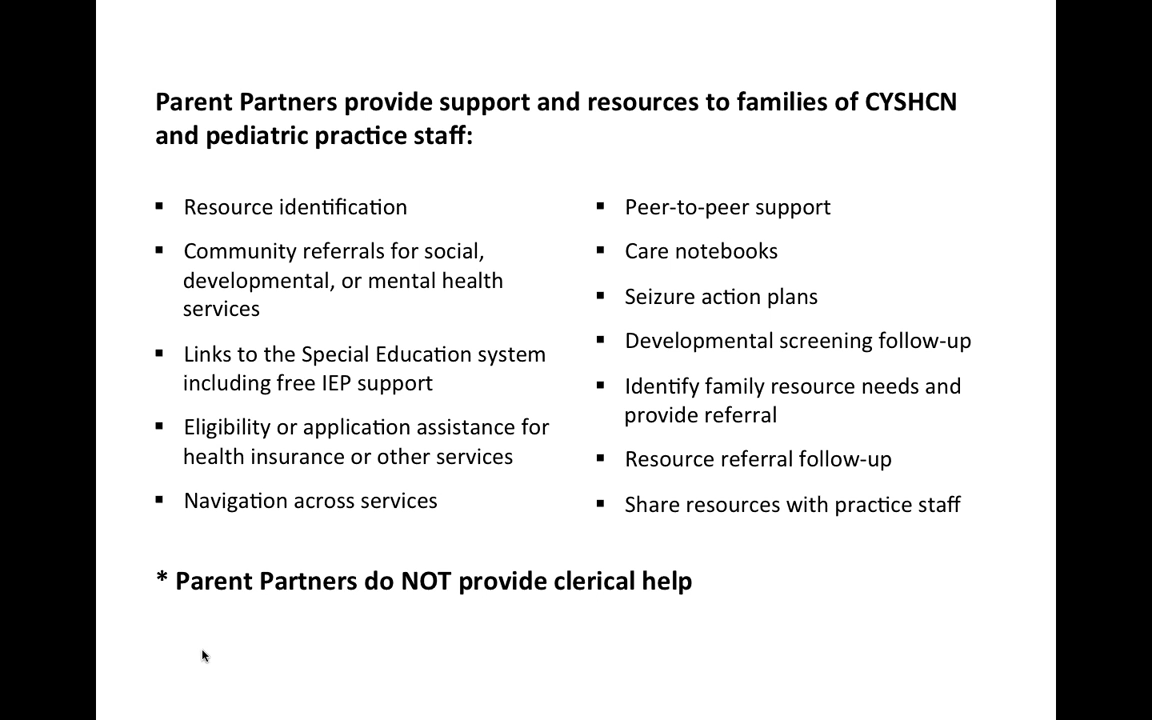 Parent Partners provide support and resources to families of CYSHCN
and pediatric practice staff:
▪ Resource identification
▪ Community referrals for social,
developmental, or mental health
services
▪ Links to the Special Education system
including free IEP support
▪ Eligibility or application assistance for
health insurance or other services
▪ Navigation across services
▪ Peer-to-peer support
▪ Care notebooks
▪ Seizure action plans
▪ Developmental screening follow-up
▪ Identify family resource needs and
provide referral
▪ Resource referral follow-up
▪ Share resources with practice staff
* Parent Partners do NOT provide clerical help